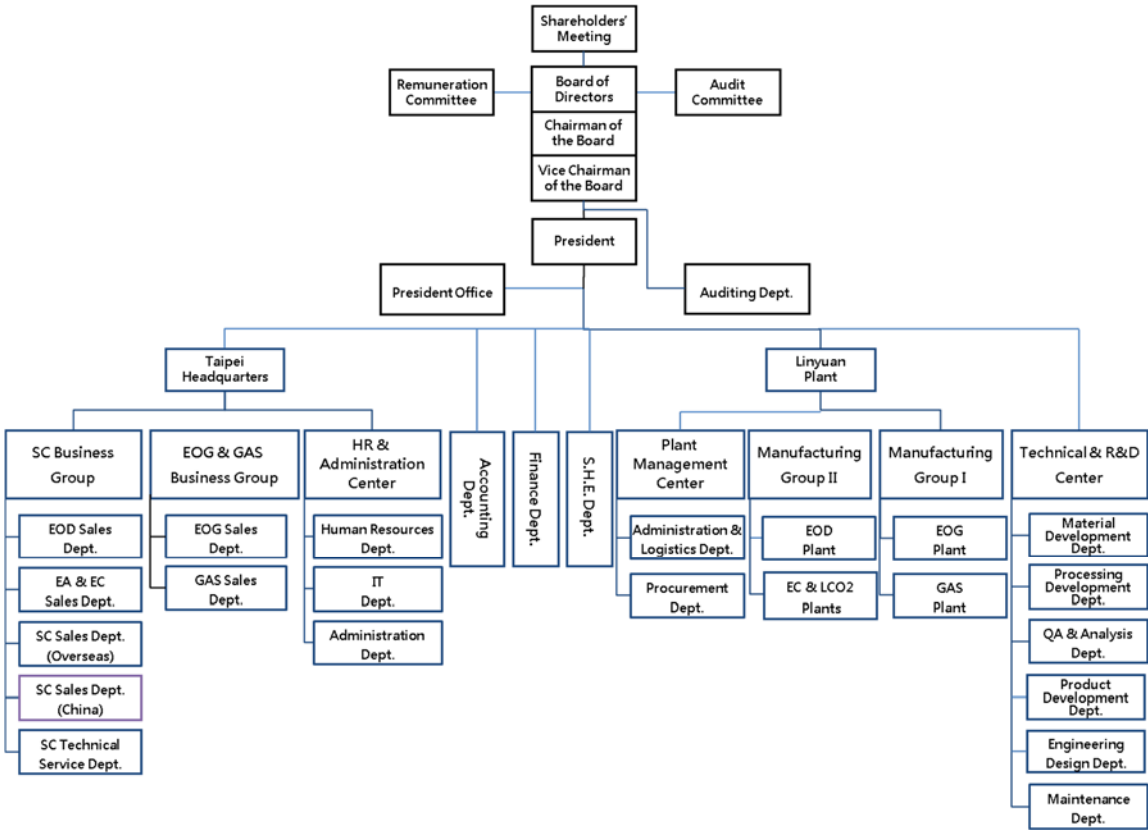 Shareholders'
Meeting
Remuneration
Committee
Board of
Directors
Audit
Committee
Chairman of
the Board
Vice Chairman
of the Board
President
President Office
Auditing Dept.
Taipei
Headquarters
Linyuan
Plant
SC Business
Group
EOG & GAS
Business Group
HR &
Administration
Center
Accounting
Dept.
Finance Dept.
S.H.E. Dept.
Plant
Management
Center
Manufacturing
Group II
Manufacturing
Group I
Technical & R&D
Center
EOD Sales
Dept.
EA & EC
Sales Dept.
SC Sales Dept.
(Overseas)
SC Sales Dept.
(China)
SC Technical
Service Dept.
EOG Sales
Dept.
GAS Sales
Dept.
Human Resources
Dept.
IT
Dept.
Administration
Dept.
Administration &
Logistics Dept.
Procurement
Dept.
EOD
Plant
EC & LCO2
Plants
EOG
Plant
GAS
Plant
Material
Development
Dept.
Processing
Development
Dept.
QA & Analysis
Dept.
Product
Development
Dept.
Engineering
Design Dept.
Maintenance
Dept.